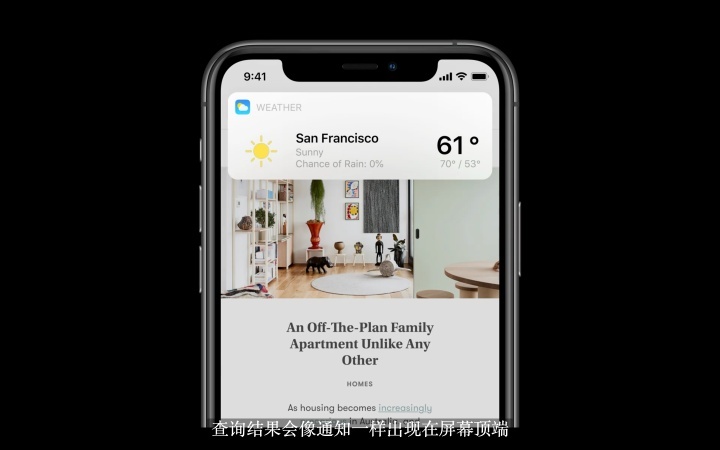 9:41
WEATHER
San Francisco
61°
Sunny
Chance of Rain: 0%
70° / 53°
An Off-The-Plan Family
Apartment Unlike Any
Other
HOMES
As housing becomes increasingly
查询结果会像通知一样出现在屏幕顶端